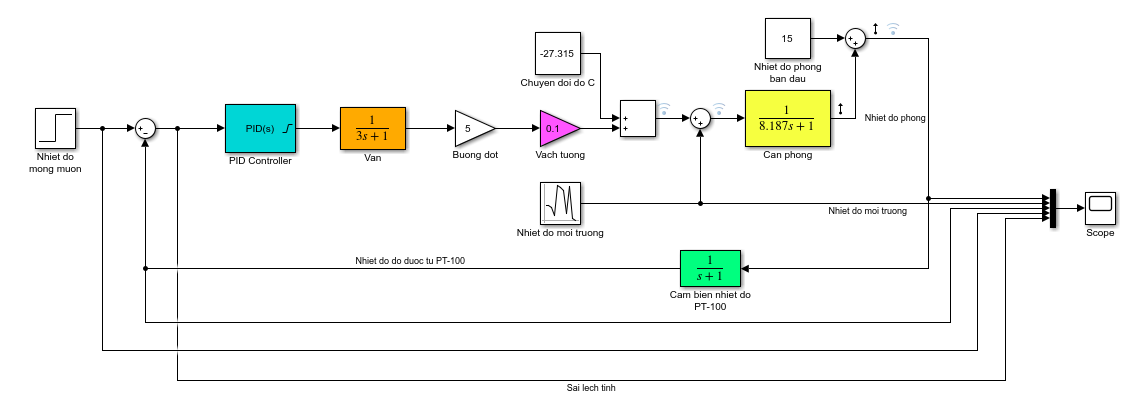 15
Nhiet do phong
ban dau
-27.315
Chuyen doi do C
Nhiet do
mong muon
PID(s)
PID Controller
1
3s + 1
Van
5
Buong dot
0.1
Vach tuong
1
8.187s + 1
Can phong
Nhiet do phong
Nhiet do moi truong
Nhiet do moi truong
Scope
Nhiet do do duoc tu PT-100
1
s + 1
Cam bien nhiet do
PT-100
Sai lech tinh